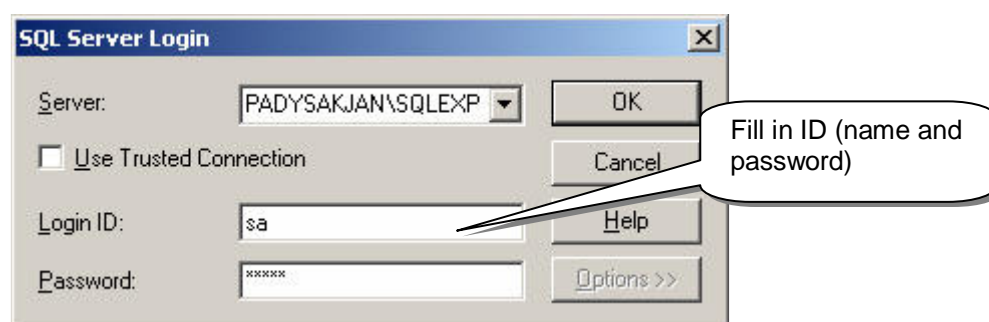 SQL Server Login
Server:
PADYSAKJAN\SQLEXP
OK
Use Trusted Connection
Cancel
Login ID:
sa
Help
Password:
*****
Options >>
Fill in ID (name and
password)